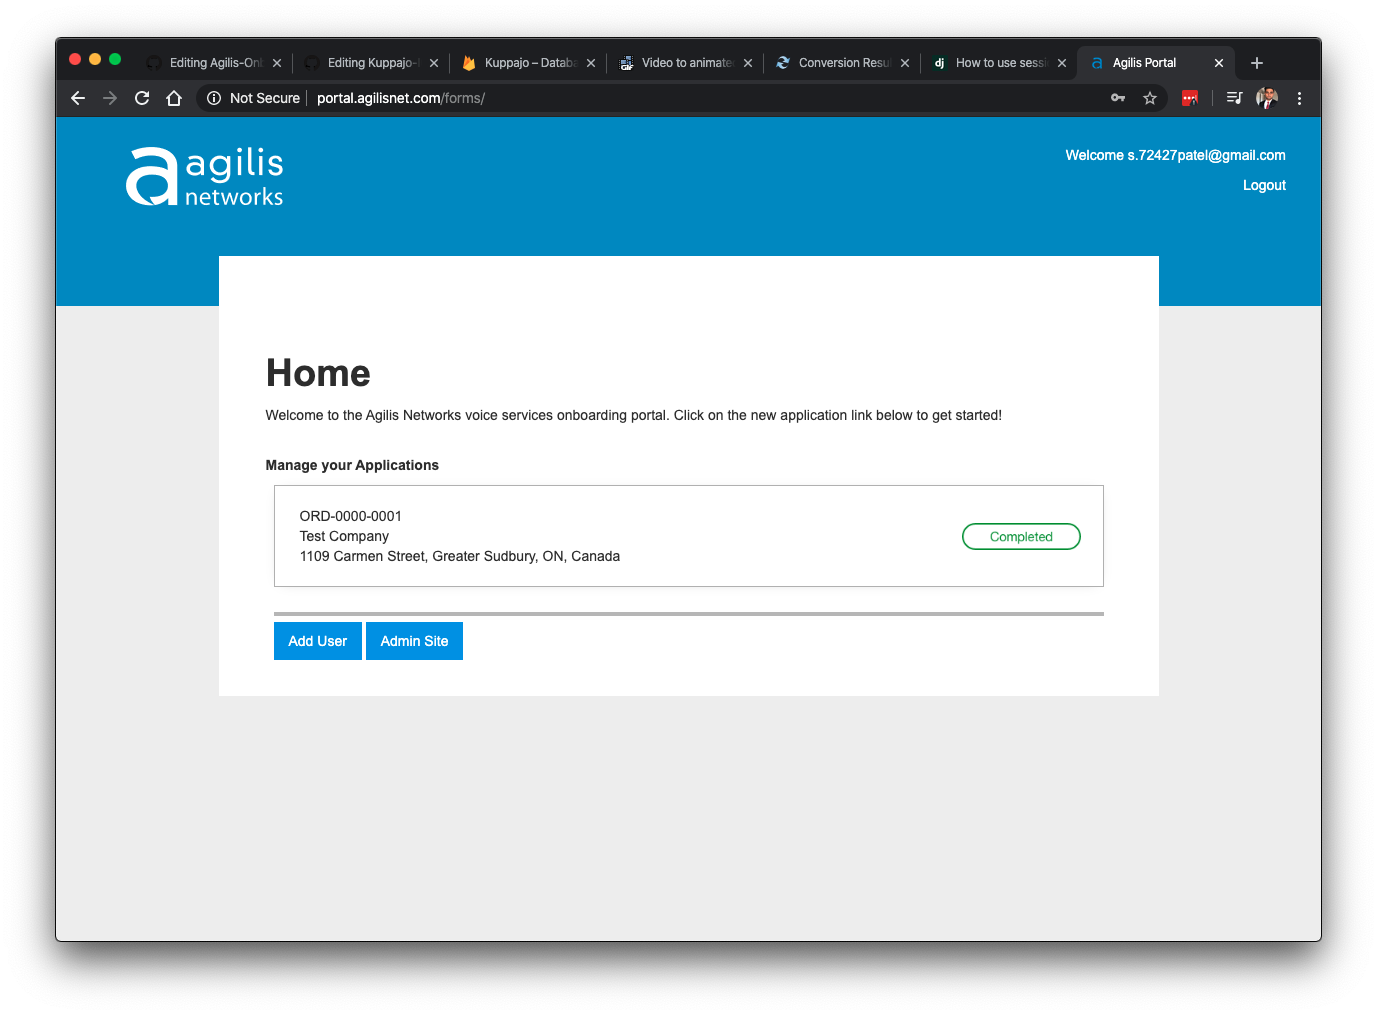 Editing Agilis-On
Editing Kuppajo-
Kuppajo – Databa
Video to animate
Conversion Resul
dj How to use sessi
a Agilis Portal
Not Secure portal.agilisnet.com/forms/
a agilis
networks
Welcome s.72427patel@gmail.com
Logout
Home
Welcome to the Agilis Networks voice services onboarding portal. Click on the new application link below to get started!
Manage your Applications
ORD-0000-0001
Test Company
1109 Carmen Street, Greater Sudbury, ON, Canada
Completed
Add User
Admin Site